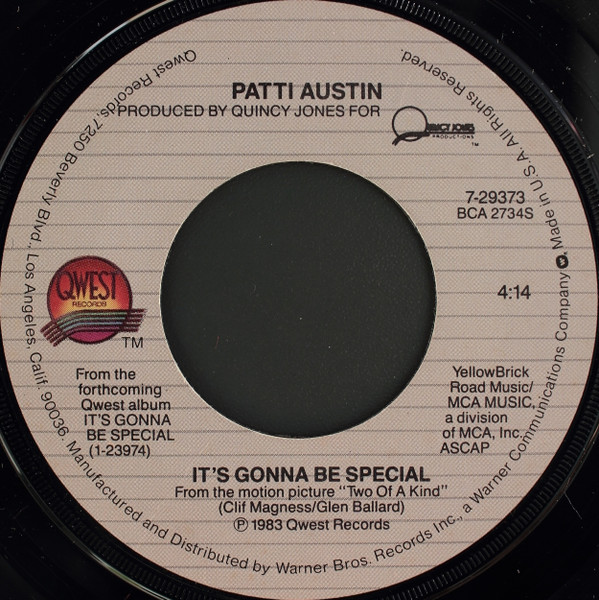 PATTI AUSTIN
PRODUCED BY QUINCY JONES FOR
QUINCY JONES
PRODUCTIONS
™
7-29373
BCA 2734S
4:14
QWEST
RECORDS
TM
From the
forthcoming
Qwest album
IT'S GONNA
BE SPECIAL
(1-23974)
YellowBrick
Road Music/
MCA MUSIC,
a division
of MCA, Inc.
ASCAP
IT'S GONNA BE SPECIAL
From the motion picture "Two Of A Kind"
(Clif Magness/Glen Ballard)
℗ 1983 Qwest Records
Qwest Records, 7250 Beverly Blvd., Los Angeles, Calif. 90036. Manufactured and Distributed by Warner Bros. Records Inc., a Warner Communications Company. Made in U.S.A. All Rights Reserved.